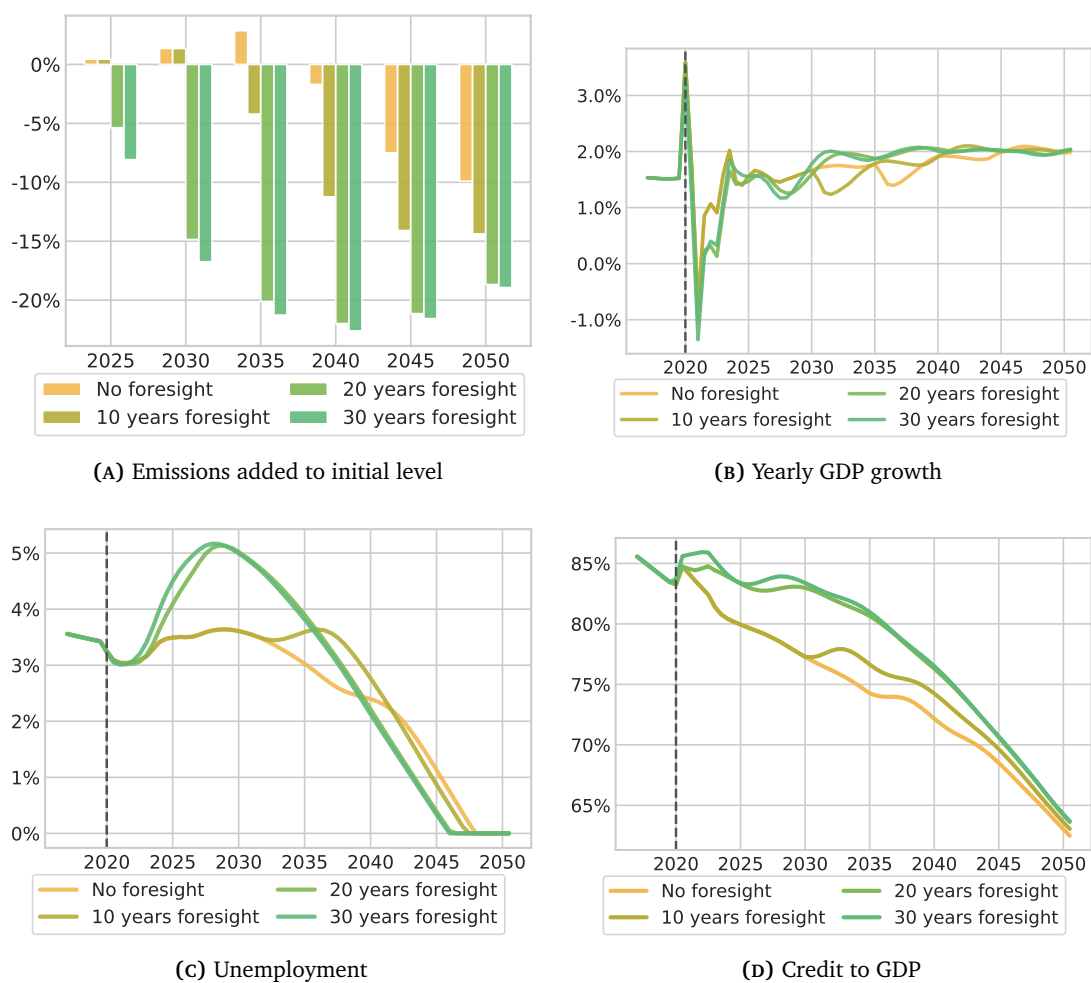 0%
-5%
-10%
-15%
-20%
2025 2030 2035 2040 2045 2050
No foresight 20 years foresight
10 years foresight 30 years foresight
(A) Emissions added to initial level
3.0%
2.0%
1.0%
0.0%
-1.0%
2020 2025 2030 2035 2040 2045 2050
No foresight 20 years foresight
10 years foresight 30 years foresight
(B) Yearly GDP growth
5%
4%
3%
2%
1%
0%
2020 2025 2030 2035 2040 2045 2050
No foresight 20 years foresight
10 years foresight 30 years foresight
(C) Unemployment
85%
80%
75%
70%
65%
2020 2025 2030 2035 2040 2045 2050
No foresight 20 years foresight
10 years foresight 30 years foresight
(D) Credit to GDP